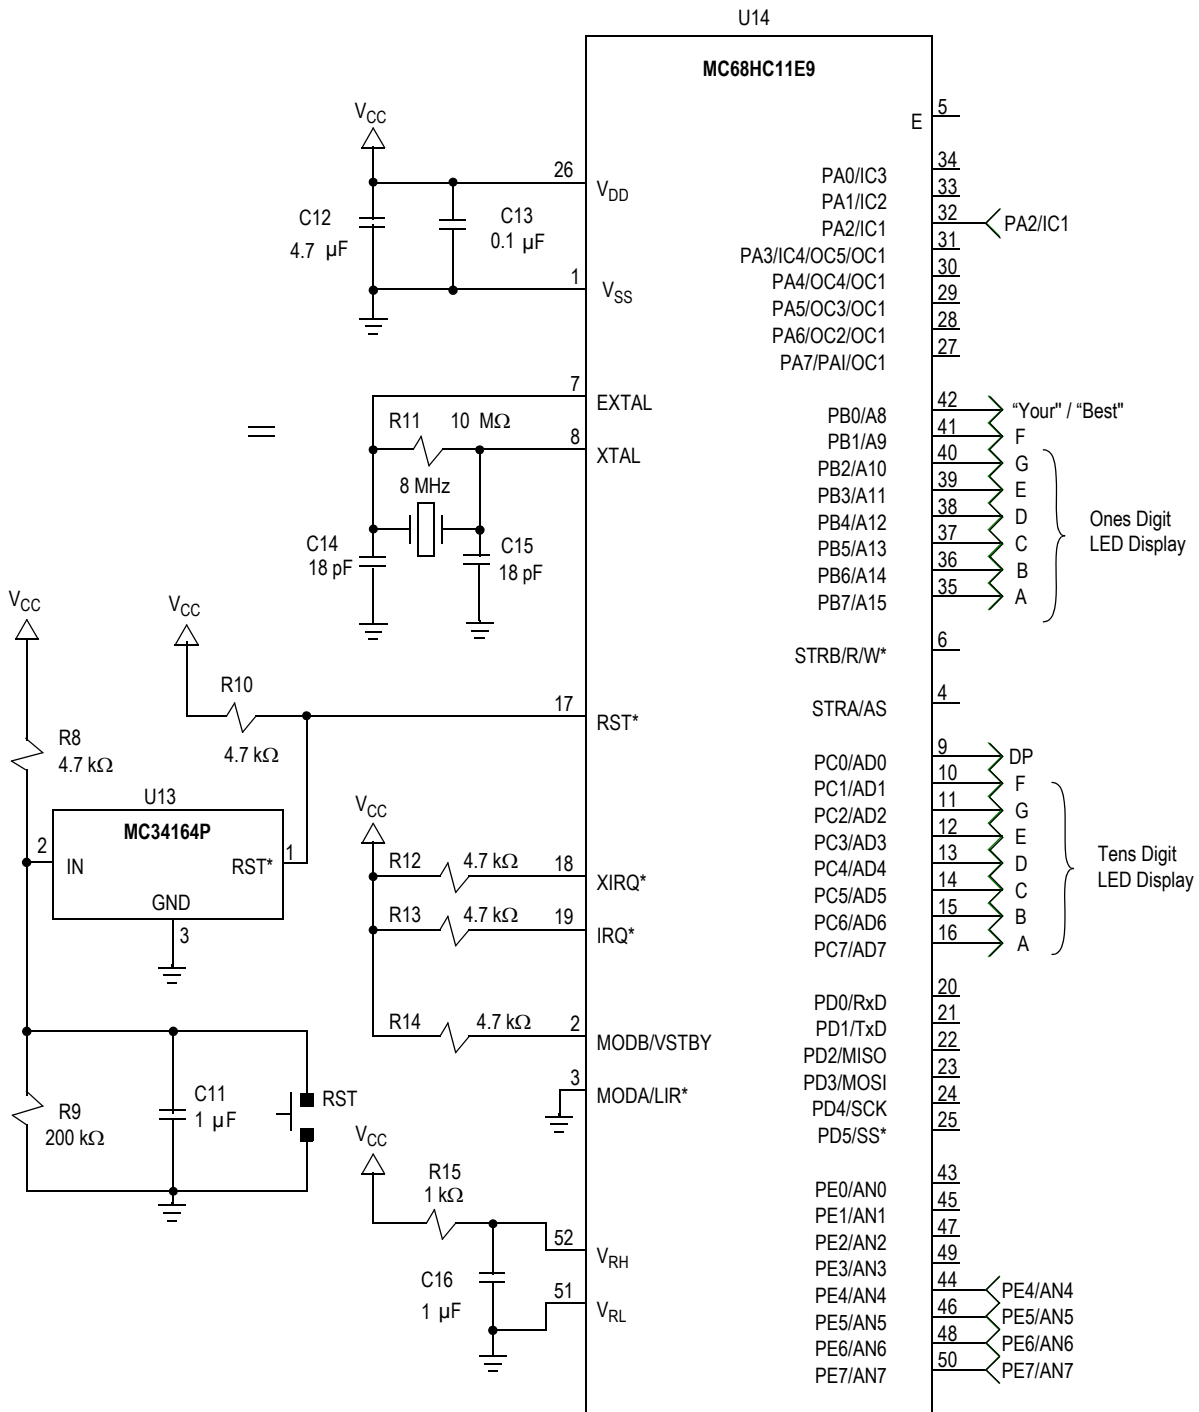 U14
MC68HC11E9
5
E
V_CC
34
PA0/IC3
33
PA1/IC2
32
PA2/IC1
PA2/IC1
31
PA3/IC4/OC5/OC1
30
PA4/OC4/OC1
29
PA5/OC3/OC1
28
PA6/OC2/OC1
27
PA7/PAI/OC1
26
V_DD
C12
4.7 µF
C13
0.1 µF
1
V_SS
7
EXTAL
R11
10 MΩ
8
XTAL
8 MHz
C14
18 pF
C15
18 pF
42
PB0/A8
“Your" / “Best"
41
PB1/A9
F
40
PB2/A10
G
39
PB3/A11
E
38
PB4/A12
D
37
PB5/A13
C
36
PB6/A14
B
35
PB7/A15
A
Ones Digit
LED Display
6
STRB/R/W*
4
STRA/AS
V_CC
V_CC
R10
4.7 kΩ
17
RST*
R8
4.7 kΩ
U13
MC34164P
2
IN
RST*
1
GND
3
9
PC0/AD0
DP
10
PC1/AD1
F
11
PC2/AD2
G
12
PC3/AD3
E
13
PC4/AD4
D
14
PC5/AD5
C
15
PC6/AD6
B
16
PC7/AD7
A
Tens Digit
LED Display
V_CC
R12
4.7 kΩ
18
XIRQ*
R13
4.7 kΩ
19
IRQ*
R14
4.7 kΩ
2
MODB/VSTBY
3
MODA/LIR*
20
PD0/RxD
21
PD1/TxD
22
PD2/MISO
23
PD3/MOSI
24
PD4/SCK
25
PD5/SS*
R9
200 kΩ
C11
1 µF
RST
V_CC
R15
1 kΩ
52
V_RH
C16
1 µF
51
V_RL
43
PE0/AN0
45
PE1/AN1
47
PE2/AN2
49
PE3/AN3
44
PE4/AN4
PE4/AN4
46
PE5/AN5
PE5/AN5
48
PE6/AN6
PE6/AN6
50
PE7/AN7
PE7/AN7